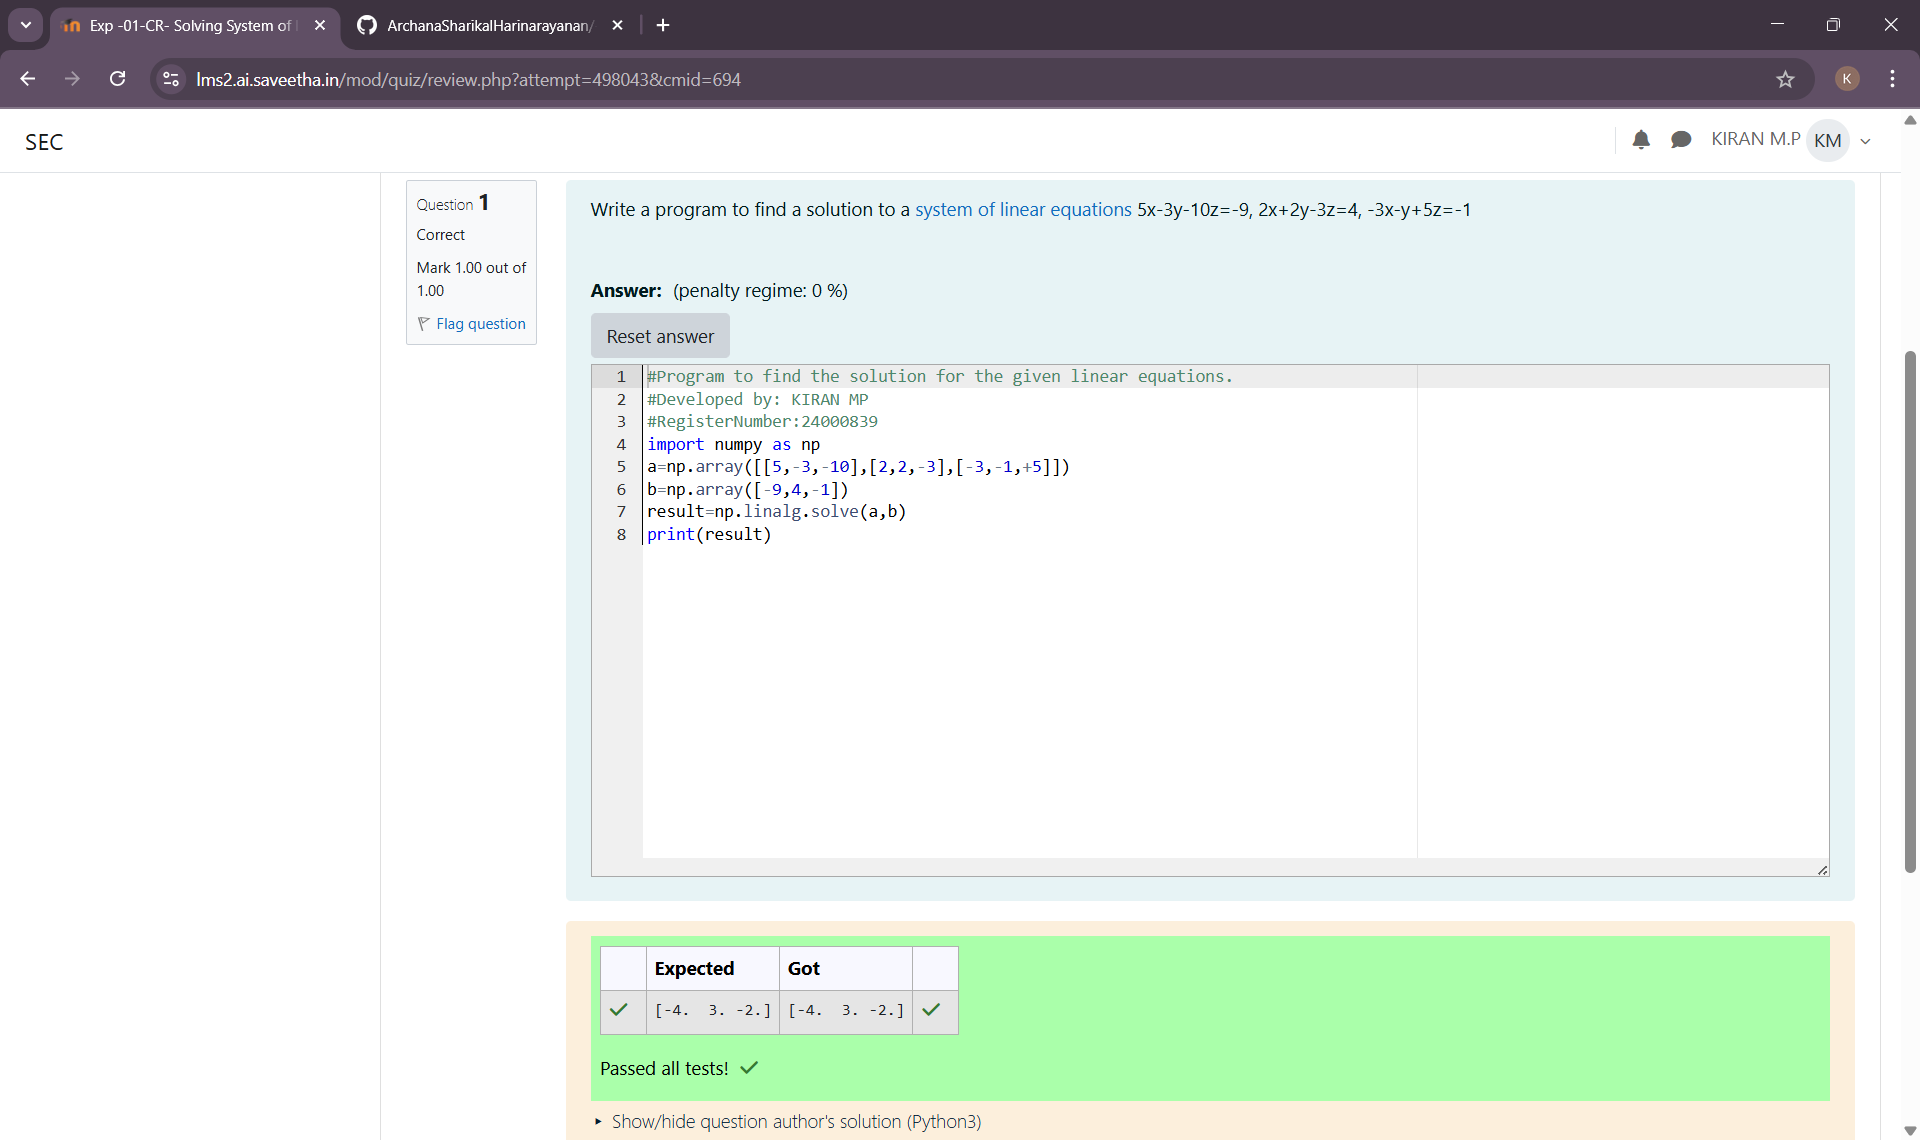 Exp -01-CR- Solving System of
ArchanaSharikalHarinarayanan/
lms2.ai.saveetha.in/mod/quiz/review.php?attempt=498043&cmid=694
K
SEC
KIRAN M.P KM
Question 1
Correct
Mark 1.00 out of
1.00
Flag question
Write a program to find a solution to a system of linear equations 5x-3y-10z=-9, 2x+2y-3z=4, -3x-y+5z=-1
Answer: (penalty regime: 0 %)
Reset answer
1 #Program to find the solution for the given linear equations.
2 #Developed by: KIRAN MP
3 #RegisterNumber:24000839
4 import numpy as np
5 a=np.array([[5,-3,-10],[2,2,-3],[-3,-1,+5]])
6 b=np.array([-9,4,-1])
7 result=np.linalg.solve(a,b)
8 print(result)
Expected Got
[-4.  3. -2.] [-4.  3. -2.]
Passed all tests!
Show/hide question author's solution (Python3)